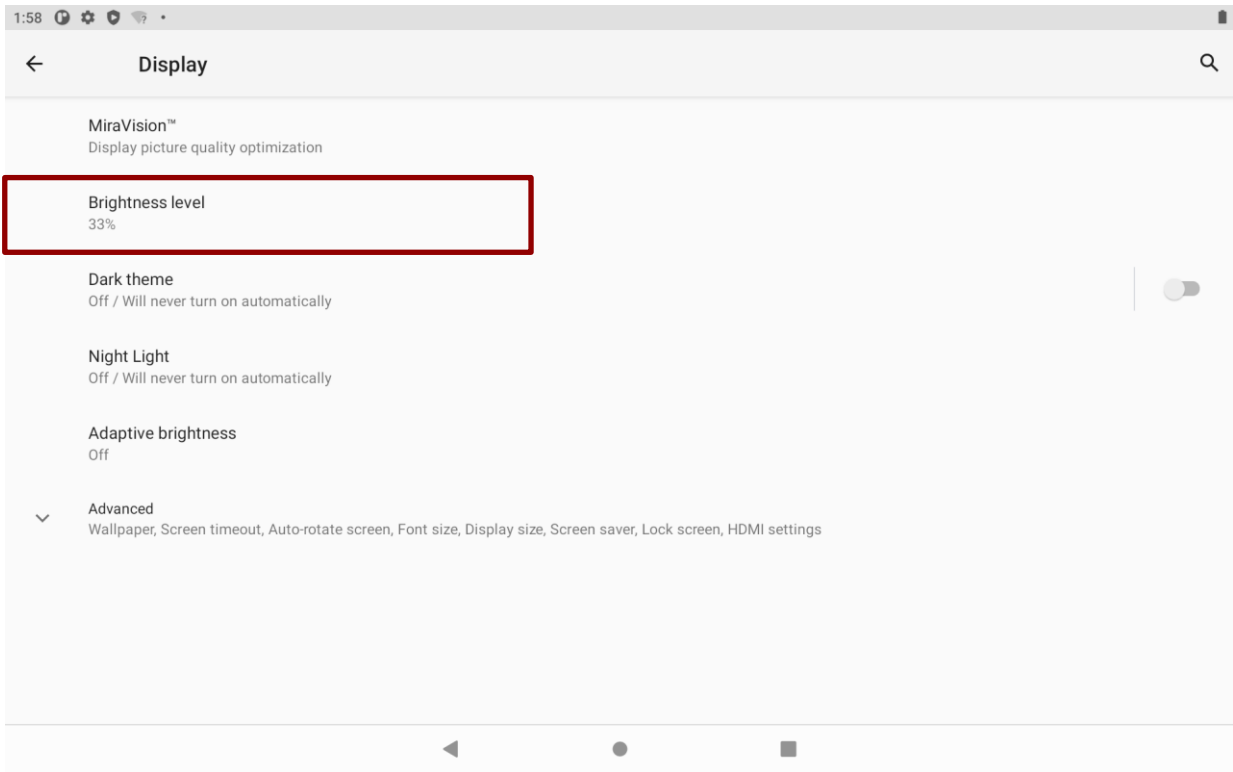 1:58
Display
MiraVision™
Display picture quality optimization
Brightness level
33%
Dark theme
Off / Will never turn on automatically
Night Light
Off / Will never turn on automatically
Adaptive brightness
Off
Advanced
Wallpaper, Screen timeout, Auto-rotate screen, Font size, Display size, Screen saver, Lock screen, HDMI settings